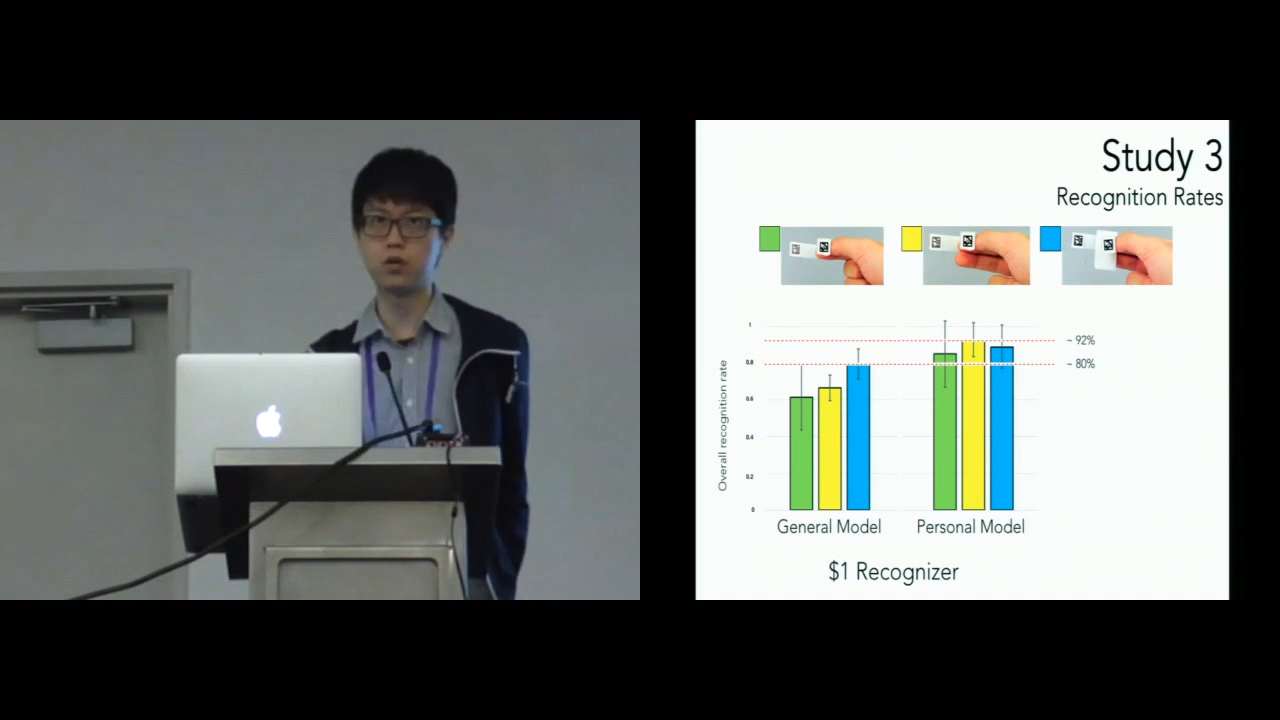 Study 3
Recognition Rates
Overall recognition rate
1
0.8
0.6
0.4
0.2
0
~ 92%
~ 80%
General Model
Personal Model
$1 Recognizer